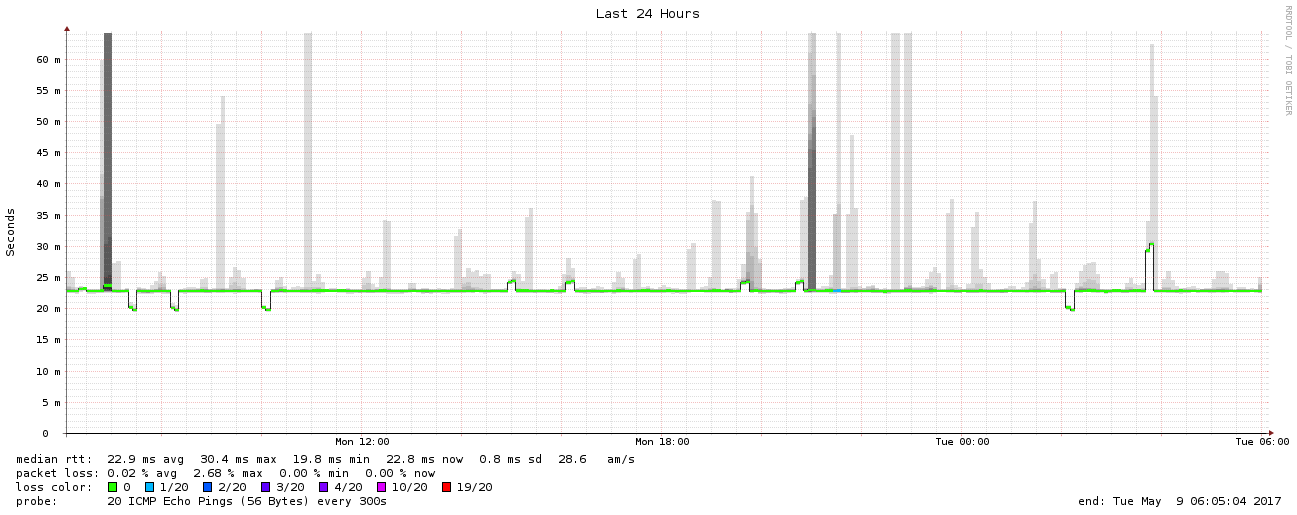 Last 24 Hours
RRDTOOL / TOBI OETIKER
Seconds
60 m
55 m
50 m
45 m
40 m
35 m
30 m
25 m
20 m
15 m
10 m
5 m
0
Mon 12:00 Mon 18:00 Tue 00:00 Tue 06:00
median rtt: 22.9 ms avg 30.4 ms max 19.8 ms min 22.8 ms now 0.8 ms sd 28.6 am/s
packet loss: 0.02 % avg 2.68 % max 0.00 % min 0.00 % now
loss color: 0 1/20 2/20 3/20 4/20 10/20 19/20
probe: 20 ICMP Echo Pings (56 Bytes) every 300s end: Tue May 9 06:05:04 2017